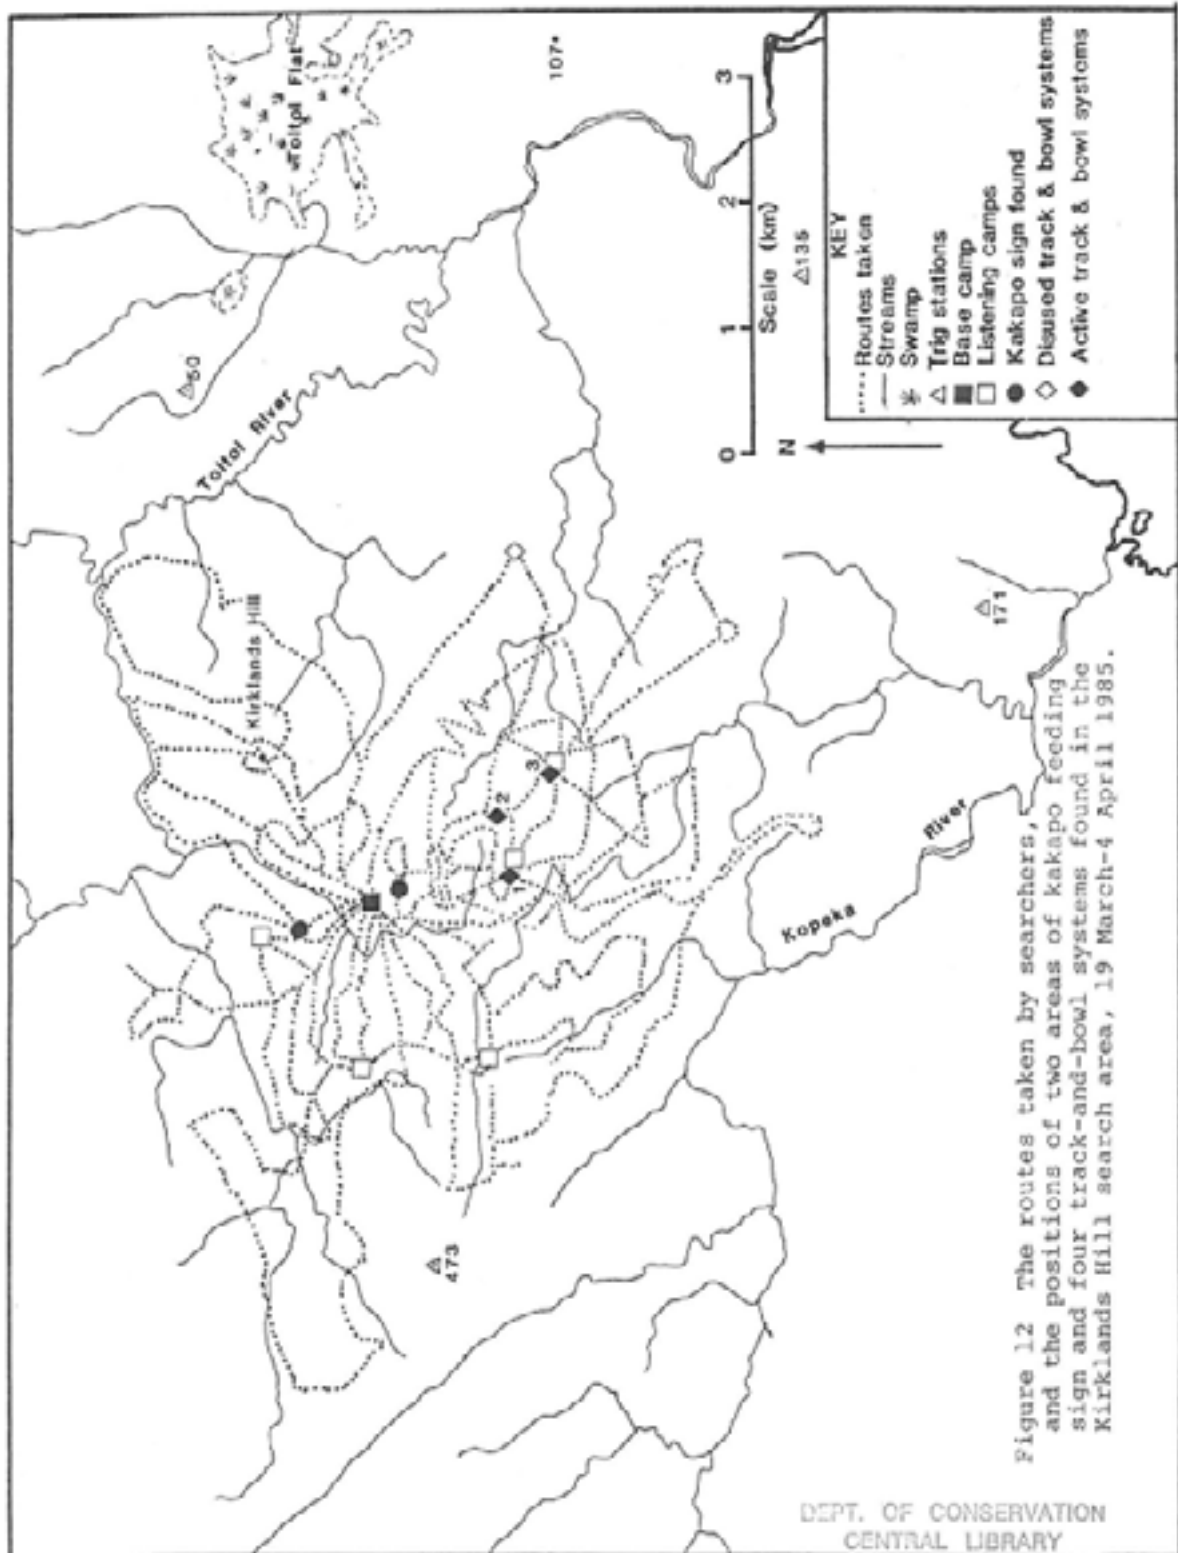 Toitoi Flat
107
Δ50
Toitoi River
Kirklands Hill
0 1 2 3
Scale (km)
N
Δ135
KEY
Routes taken
Streams
Swamp
Trig stations
Base camp
Listening camps
Kakapo sign found
Disused track & bowl systems
Active track & bowl systems
1
2
3
Kopeka River
171
473
Figure 12 The routes taken by searchers,
and the positions of two areas of kakapo feeding
sign and four track-and-bowl systems found in the
Kirklands Hill search area, 19 March-4 April 1985.
DEPT. OF CONSERVATION
CENTRAL LIBRARY